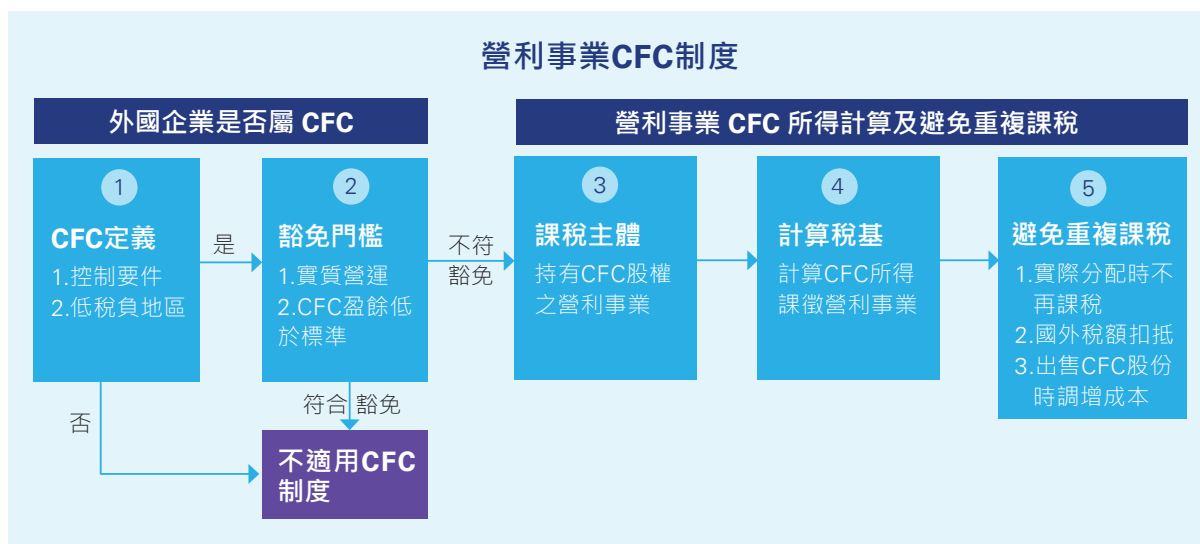 營利事業CFC制度
外國企業是否屬 CFC
營利事業 CFC 所得計算及避免重複課稅
1
CFC定義
1.控制要件
2.低稅負地區
是
2
豁免門檻
1.實質營運
2.CFC盈餘低
於標準
不符
豁免
3
課稅主體
持有CFC股權
之營利事業
4
計算稅基
計算CFC所得
課徵營利事業
5
避免重複課稅
1.實際分配時不
再課稅
2.國外稅額扣抵
3.出售CFC股份
時調增成本
否
符合 豁免
不適用CFC
制度